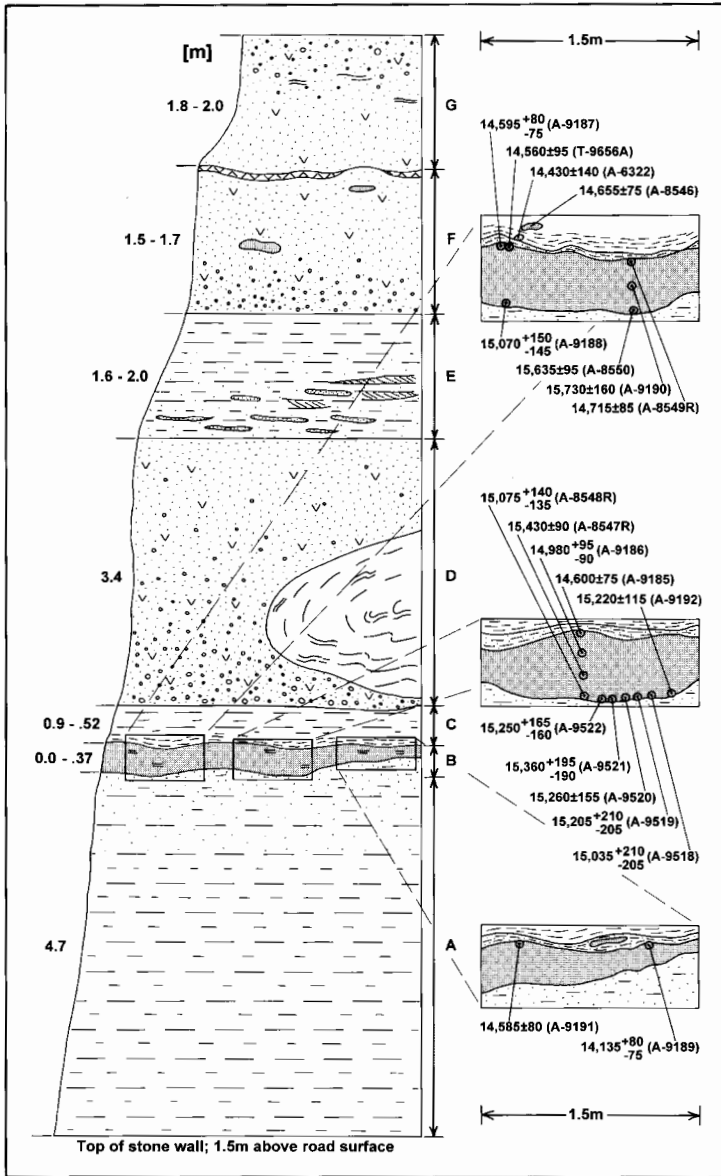 [m]
1.8 - 2.0
1.5 - 1.7
1.6 - 2.0
3.4
0.9 - .52
0.0 - .37
4.7
G
F
E
D
C
B
A
Top of stone wall; 1.5m above road surface
1.5m
14,595 +80 -75 (A-9187)
14,560±95 (T-9656A)
14,430±140 (A-6322)
14,655±75 (A-8546)
15,070 +150 -145 (A-9188)
15,635±95 (A-8550)
15,730±160 (A-9190)
14,715±85 (A-8549R)
15,075 +140 -135 (A-8548R)
15,430±90 (A-8547R)
14,980 +95 -90 (A-9186)
14,600±75 (A-9185)
15,220±115 (A-9192)
15,250 +165 -160 (A-9522)
15,360 +195 -190 (A-9521)
15,260±155 (A-9520)
15,205 +210 -205 (A-9519)
15,035 +210 -205 (A-9518)
14,585±80 (A-9191)
14,135 +80 -75 (A-9189)
1.5m